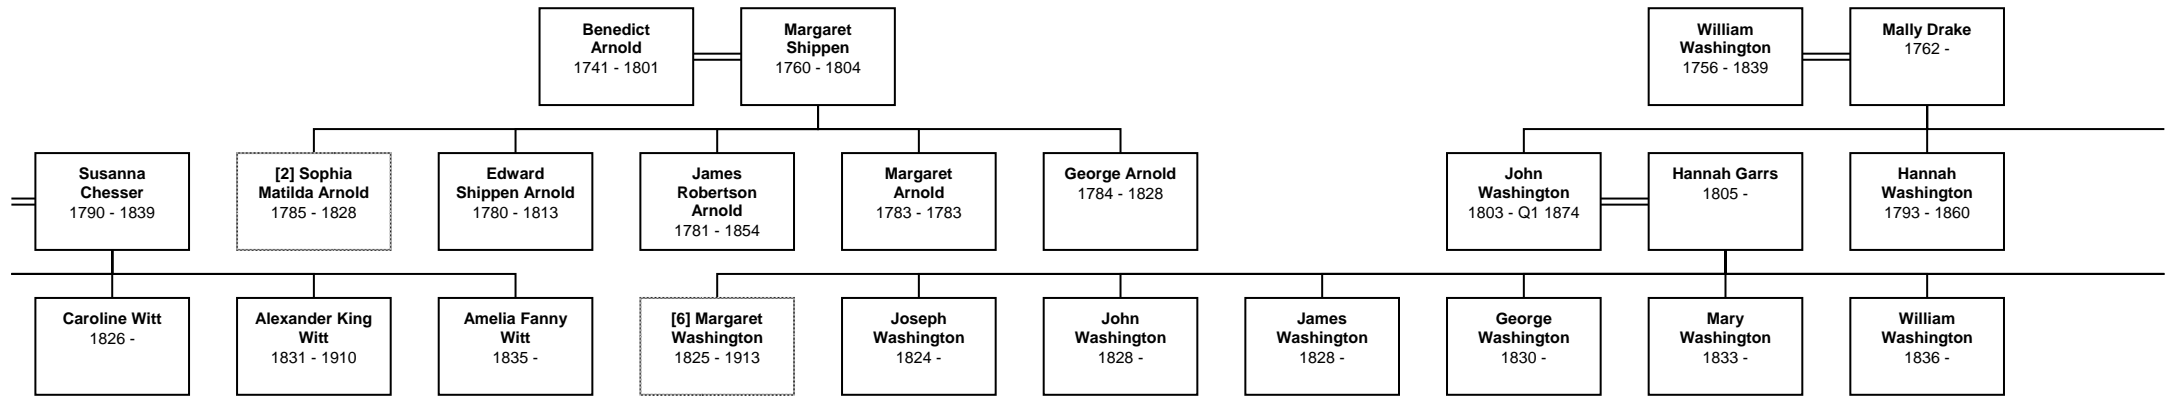 Benedict
Arnold
1741 - 1801
Margaret
Shippen
1760 - 1804
William
Washington
1756 - 1839
Mally Drake
1762 -
Susanna
Chesser
1790 - 1839
[2] Sophia
Matilda Arnold
1785 - 1828
Edward
Shippen Arnold
1780 - 1813
James
Robertson
Arnold
1781 - 1854
Margaret
Arnold
1783 - 1783
George Arnold
1784 - 1828
John
Washington
1803 - Q1 1874
Hannah Garrs
1805 -
Hannah
Washington
1793 - 1860
Caroline Witt
1826 -
Alexander King
Witt
1831 - 1910
Amelia Fanny
Witt
1835 -
[6] Margaret
Washington
1825 - 1913
Joseph
Washington
1824 -
John
Washington
1828 -
James
Washington
1828 -
George
Washington
1830 -
Mary
Washington
1833 -
William
Washington
1836 -